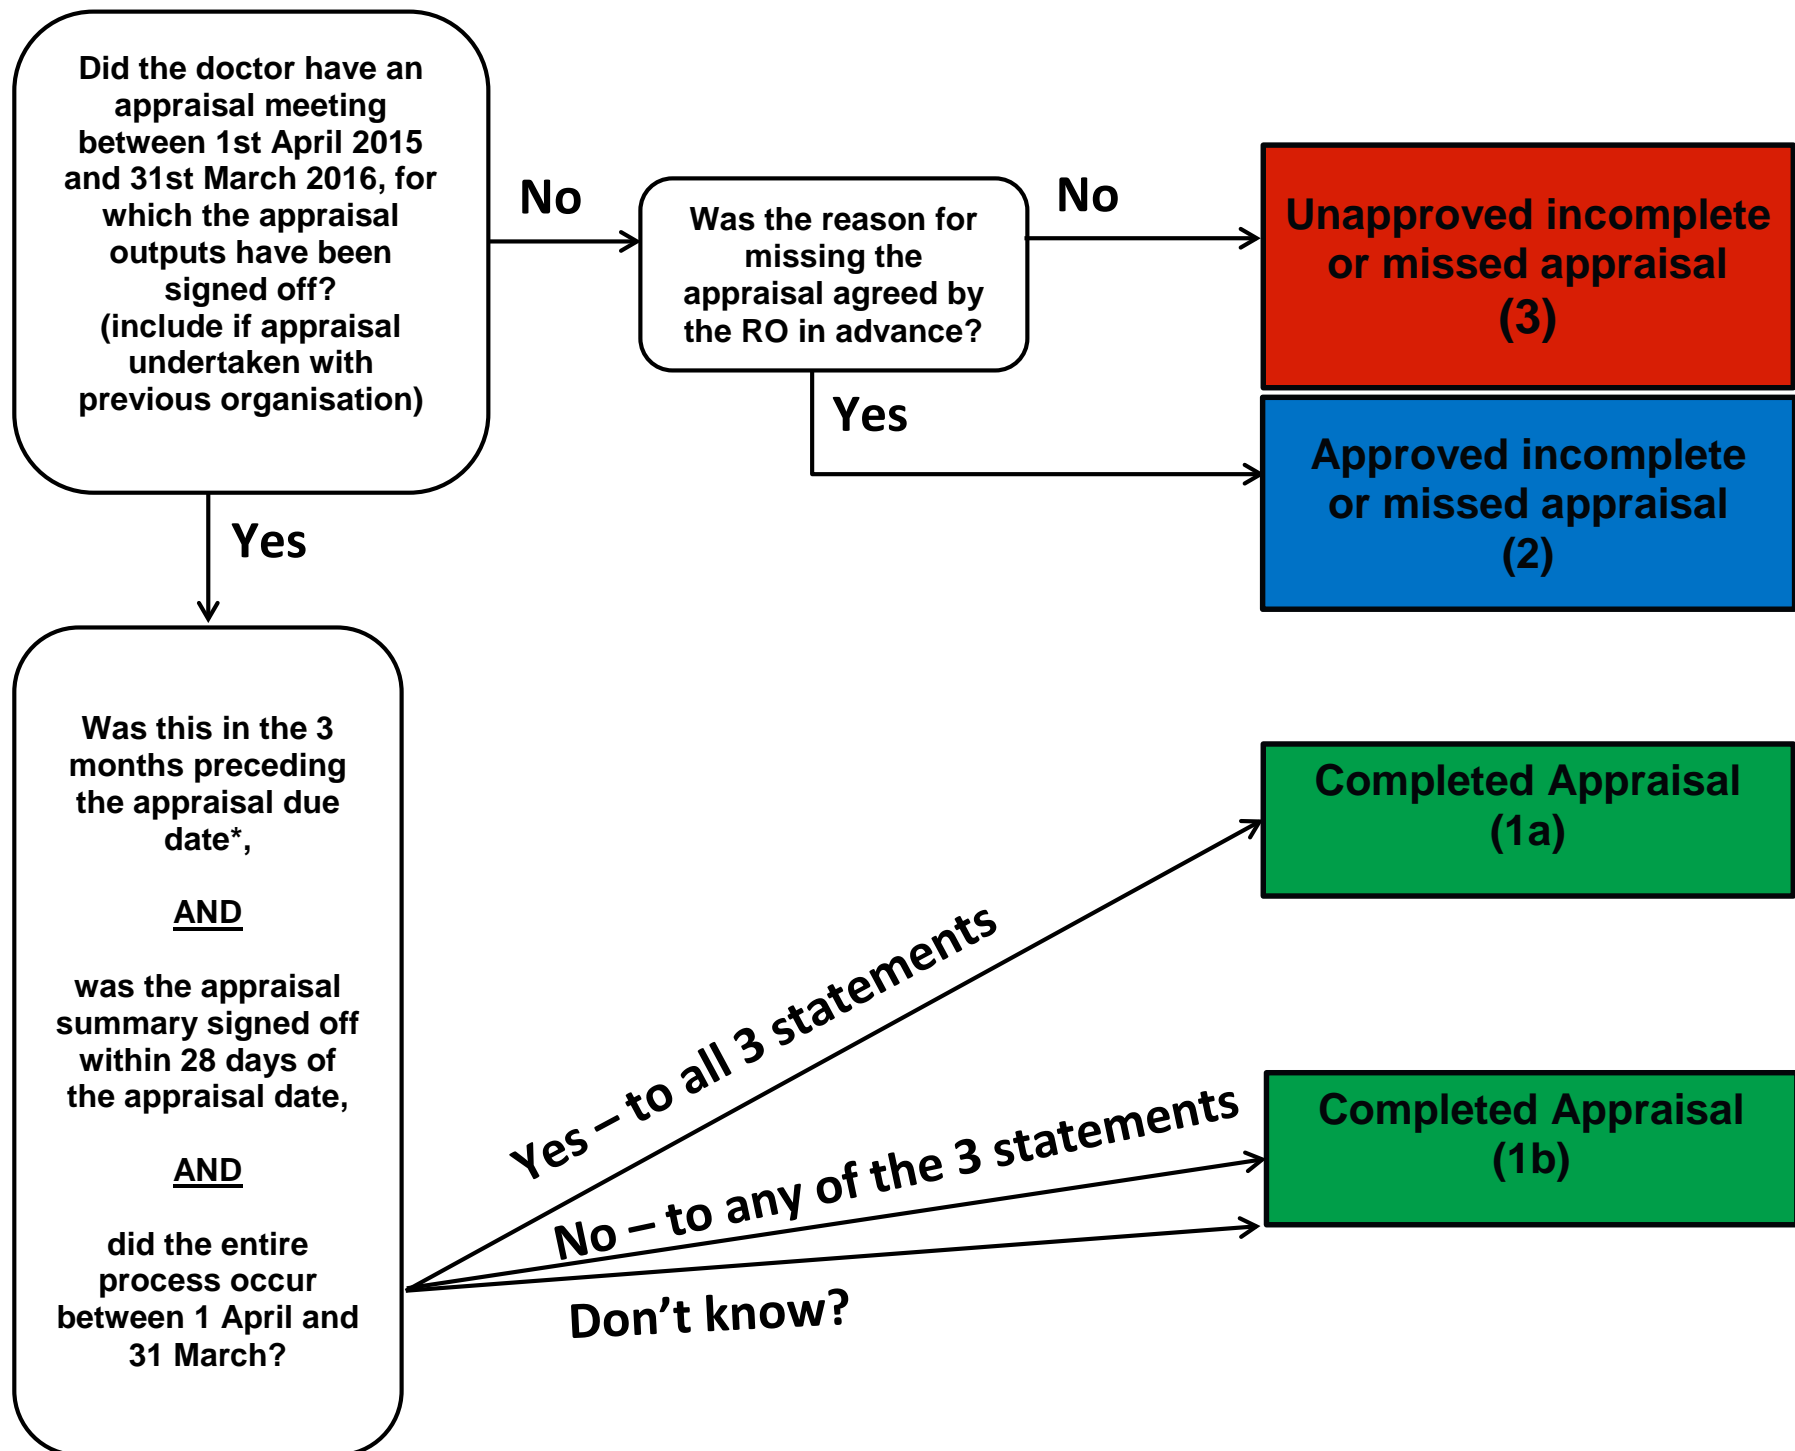 Did the doctor have an
appraisal meeting
between 1st April 2015
and 31st March 2016, for
which the appraisal
outputs have been
signed off?
(include if appraisal
undertaken with
previous organisation)
No
Was the reason for
missing the
appraisal agreed by
the RO in advance?
No
Unapproved incomplete
or missed appraisal
(3)
Yes
Approved incomplete
or missed appraisal
(2)
Yes
Was this in the 3
months preceding
the appraisal due
date*,
AND
was the appraisal
summary signed off
within 28 days of
the appraisal date,
AND
did the entire
process occur
between 1 April and
31 March?
Yes – to all 3 statements
Completed Appraisal
(1a)
No – to any of the 3 statements
Completed Appraisal
(1b)
Don’t know?